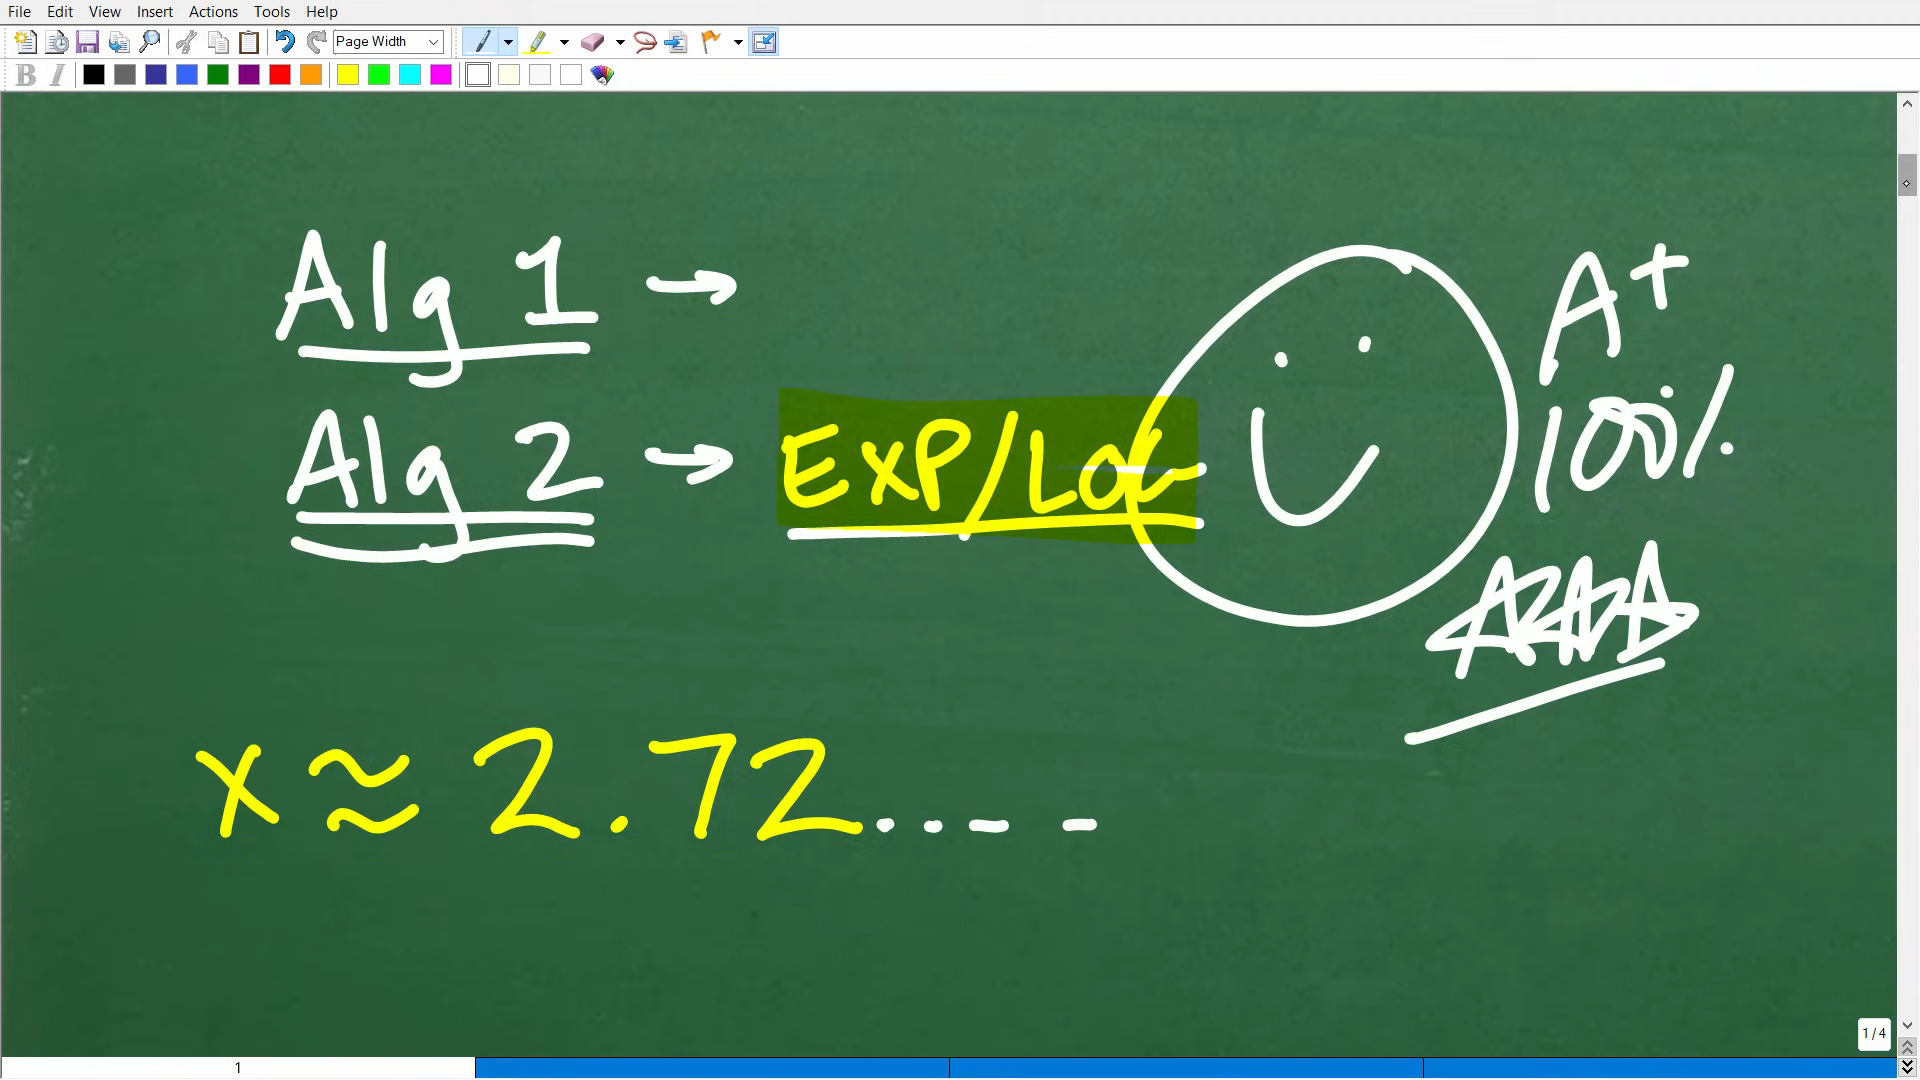 File Edit View Insert Actions Tools Help
Page Width
B I
Alg 1 →
A+
100%
Alg 2 → EXP/LOG
x ≈ 2.72..--
1 / 4
1